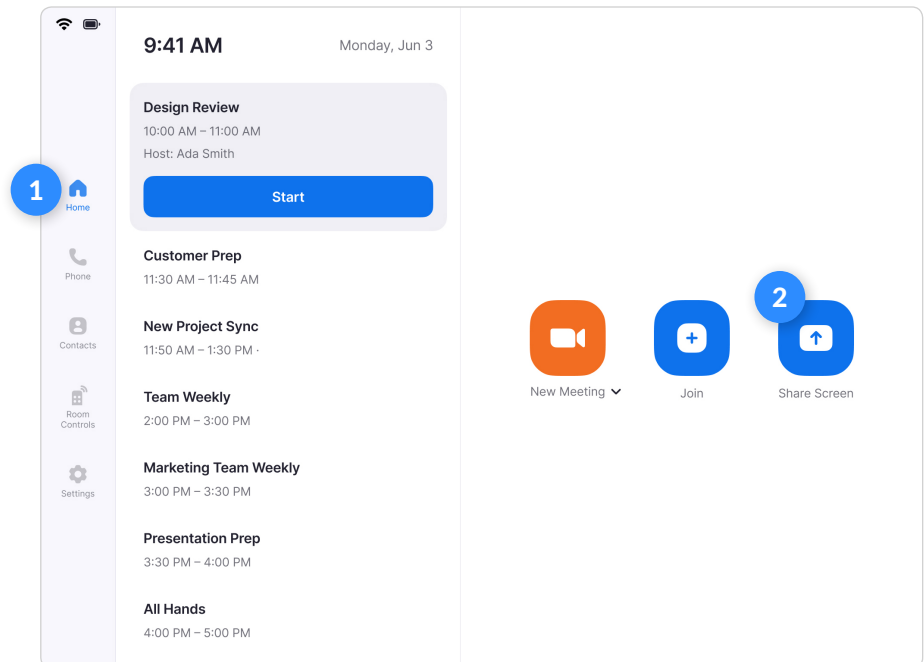 9:41 AM
Monday, Jun 3
Design Review
10:00 AM – 11:00 AM
Host: Ada Smith
Start
1
Home
Phone
Contacts
Room
Controls
Settings
Customer Prep
11:30 AM – 11:45 AM
New Project Sync
11:50 AM – 1:30 PM ·
Team Weekly
2:00 PM – 3:00 PM
Marketing Team Weekly
3:00 PM – 3:30 PM
Presentation Prep
3:30 PM – 4:00 PM
All Hands
4:00 PM – 5:00 PM
2
New Meeting
Join
Share Screen